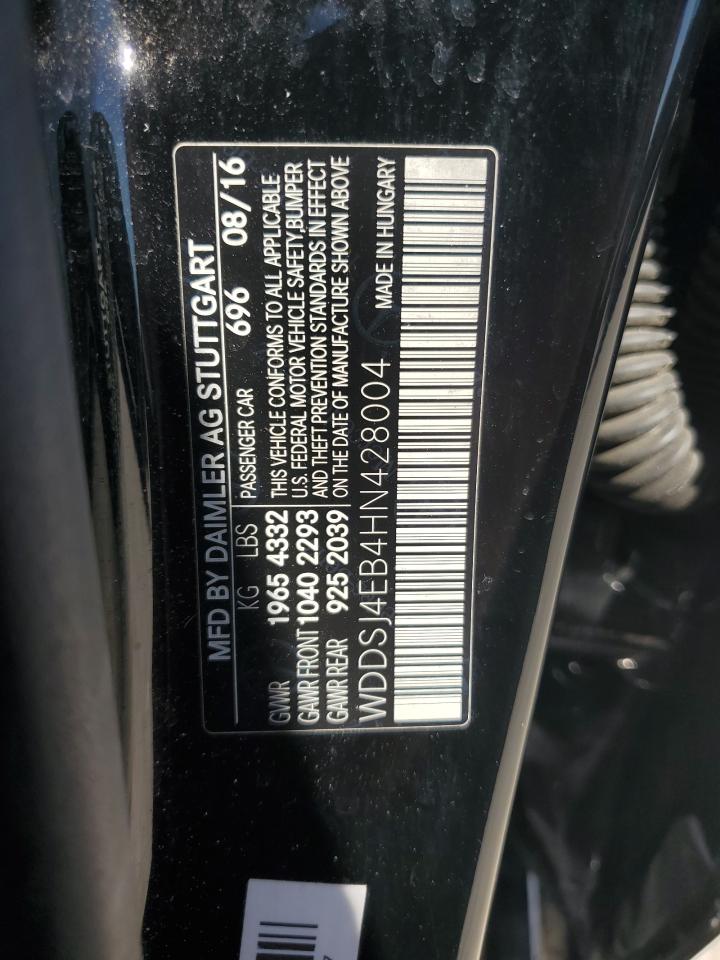 MFD BY DAIMLER AG STUTTGART
KG LBS 696 08/16
GVWR 1965 4332
GAWR FRONT 1040 2293
GAWR REAR 925 2039
PASSENGER CAR
THIS VEHICLE CONFORMS TO ALL APPLICABLE
U.S. FEDERAL MOTOR VEHICLE SAFETY,BUMPER
AND THEFT PREVENTION STANDARDS IN EFFECT
ON THE DATE OF MANUFACTURE SHOWN ABOVE
WDDSJ4EB4HN428004 MADE IN HUNGARY